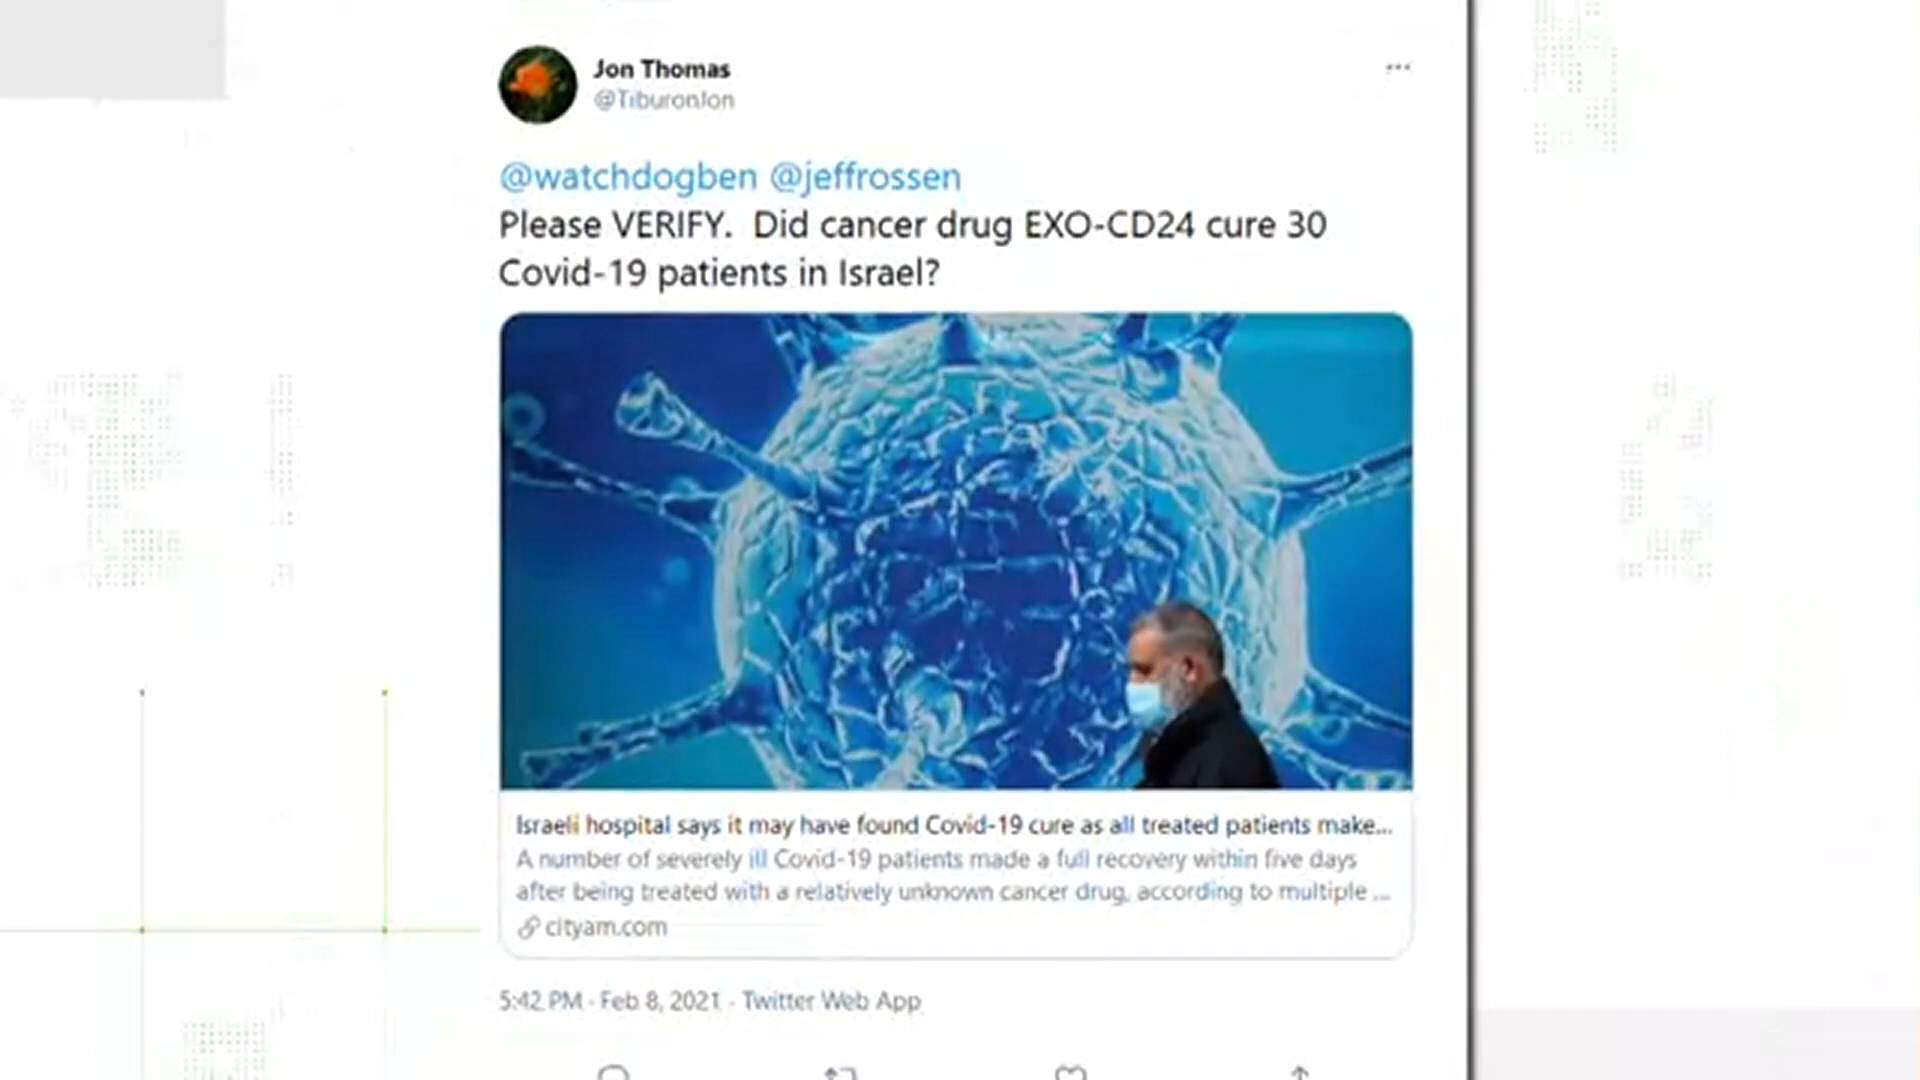 Jon Thomas
@TiburonJon
@watchdogben @jeffrossen
Please VERIFY. Did cancer drug EXO-CD24 cure 30
Covid-19 patients in Israel?
Israeli hospital says it may have found Covid-19 cure as all treated patients make...
A number of severely ill Covid-19 patients made a full recovery within five days
after being treated with a relatively unknown cancer drug, according to multiple ...
cityam.com
5:42 PM · Feb 8, 2021 · Twitter Web App